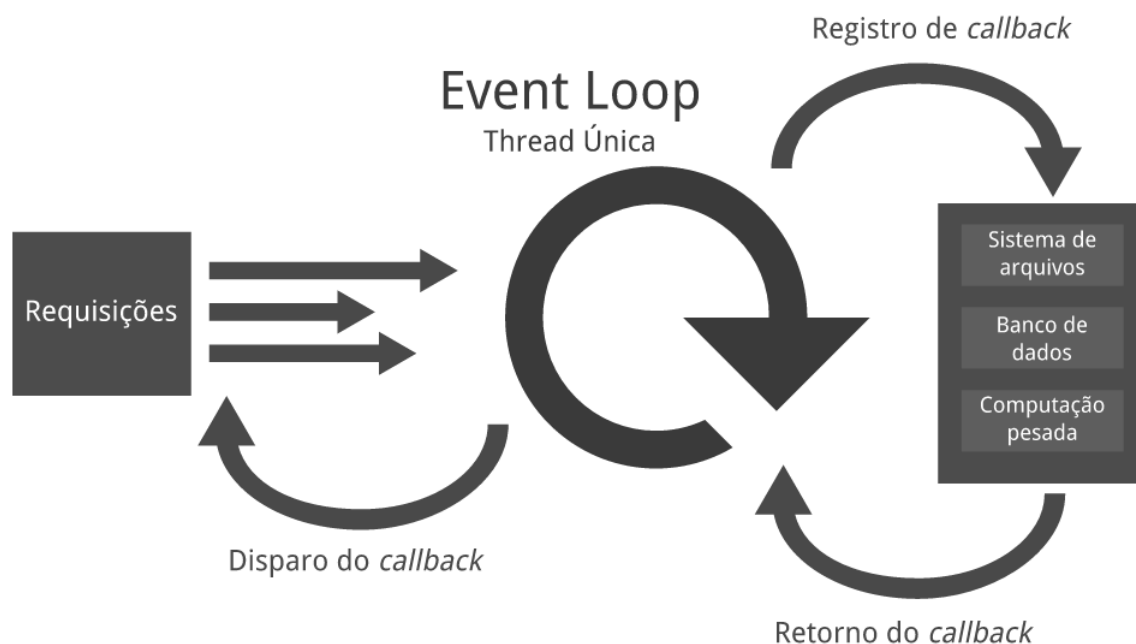 Registro de callback
Event Loop
Thread Única
Requisições
Sistema de
arquivos
Banco de
dados
Computação
pesada
Disparo do callback
Retorno do callback